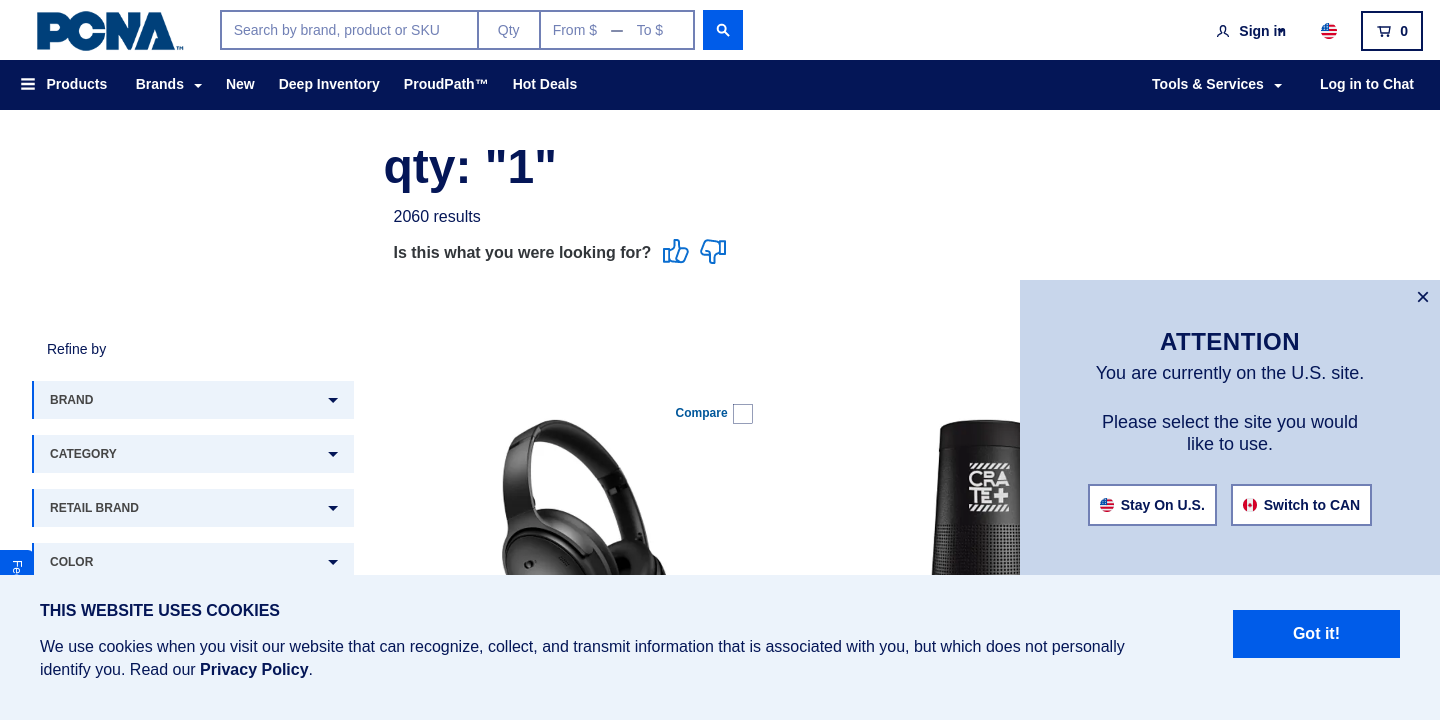 PCNA™
Search by brand, product or SKU
Qty
From $ — To $
Sign in
0
Products
Brands
New
Deep Inventory
ProudPath™
Hot Deals
Tools & Services
Log in to Chat
qty: "1"
2060 results
Is this what you were looking for?
×
ATTENTION
You are currently on the U.S. site.
Please select the site you would
like to use.
Stay On U.S.
Switch to CAN
Refine by
BRAND
CATEGORY
RETAIL BRAND
COLOR
Compare
CRATE+
THIS WEBSITE USES COOKIES
We use cookies when you visit our website that can recognize, collect, and transmit information that is associated with you, but which does not personally
identify you. Read our Privacy Policy.
Got it!